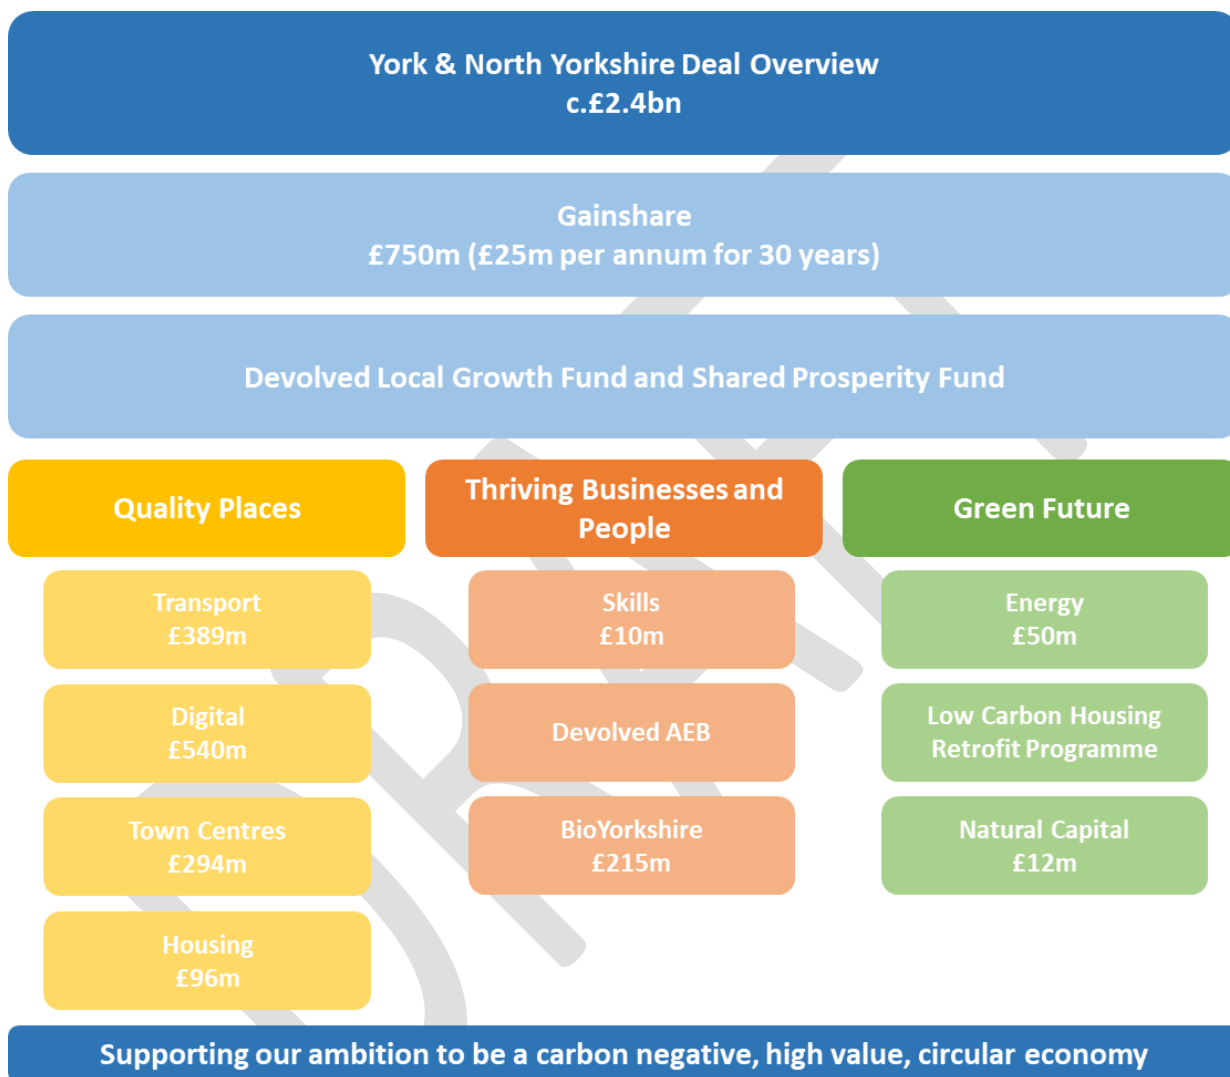 York & North Yorkshire Deal Overview
c.£2.4bn
Gainshare
£750m (£25m per annum for 30 years)
Devolved Local Growth Fund and Shared Prosperity Fund
Quality Places
Transport
£389m
Digital
£540m
Town Centres
£294m
Housing
£96m
Thriving Businesses and
People
Skills
£10m
Devolved AEB
BioYorkshire
£215m
Green Future
Energy
£50m
Low Carbon Housing
Retrofit Programme
Natural Capital
£12m
Supporting our ambition to be a carbon negative, high value, circular economy
DRAFT